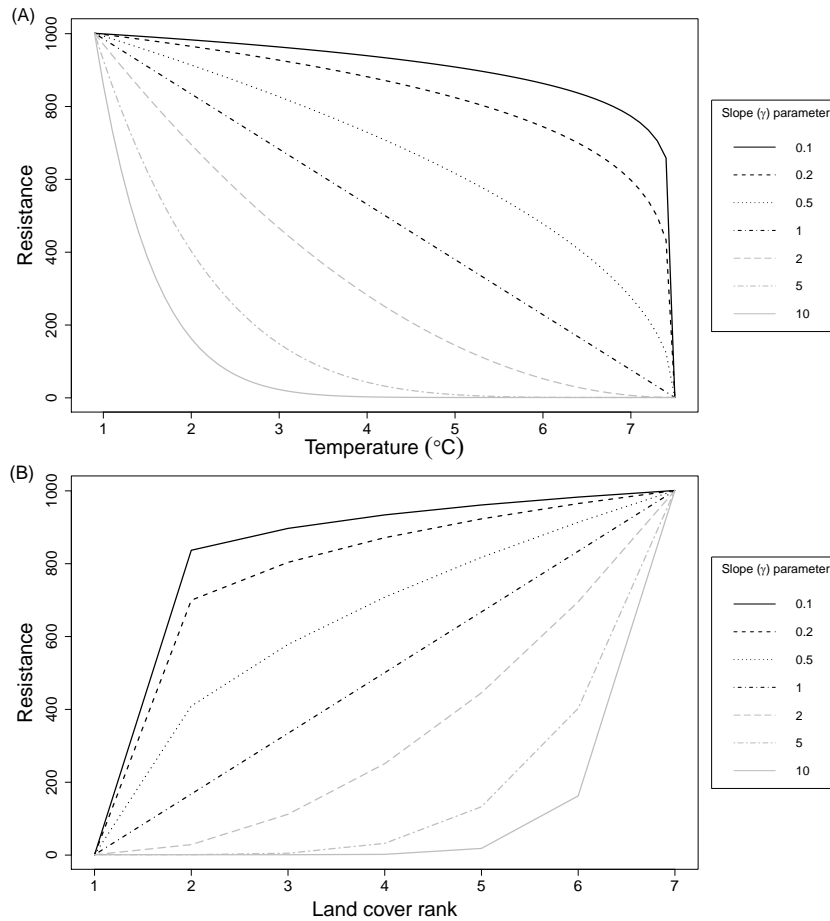 (A)
1000
800
600
400
200
0
Resistance
1 2 3 4 5 6 7
Temperature (°C)
Slope (γ) parameter
0.1
0.2
0.5
1
2
5
10
(B)
1000
800
600
400
200
0
Resistance
1 2 3 4 5 6 7
Land cover rank
Slope (γ) parameter
0.1
0.2
0.5
1
2
5
10